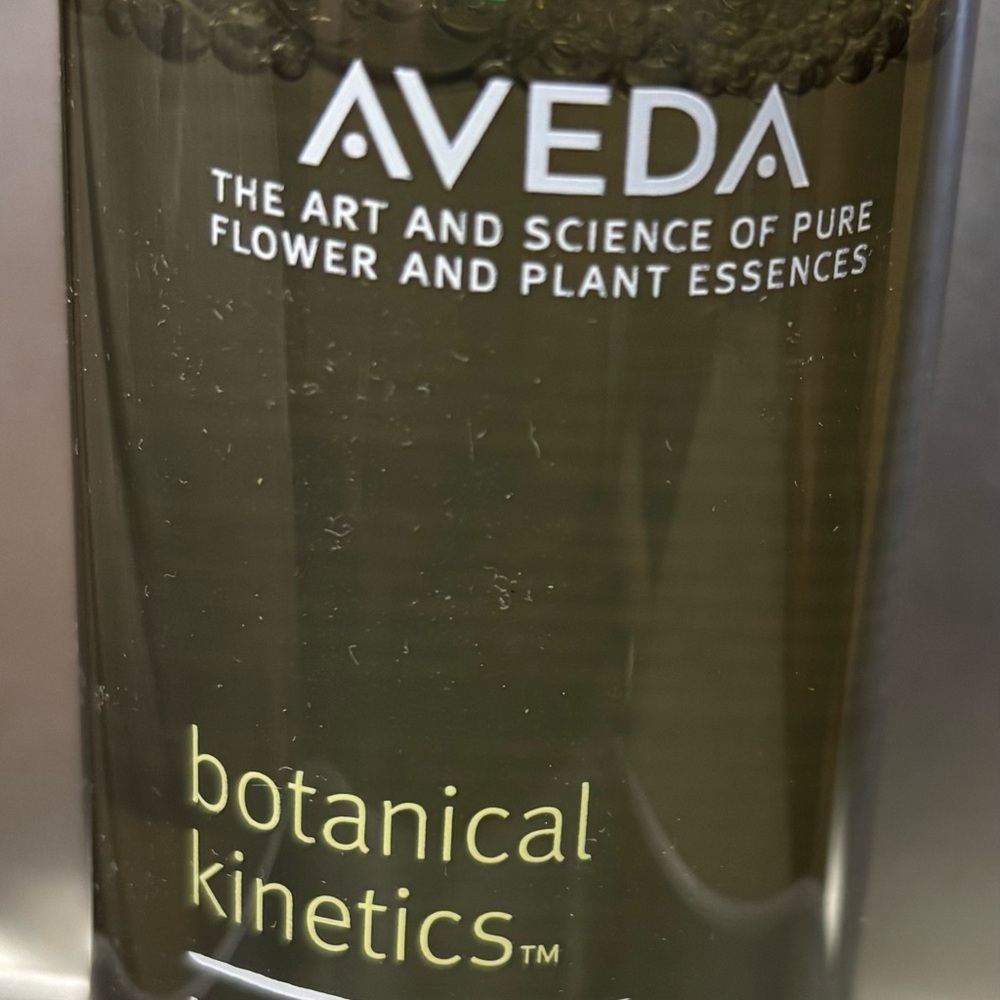 AVEDA
THE ART AND SCIENCE OF PURE
FLOWER AND PLANT ESSENCES
botanical
kinetics™